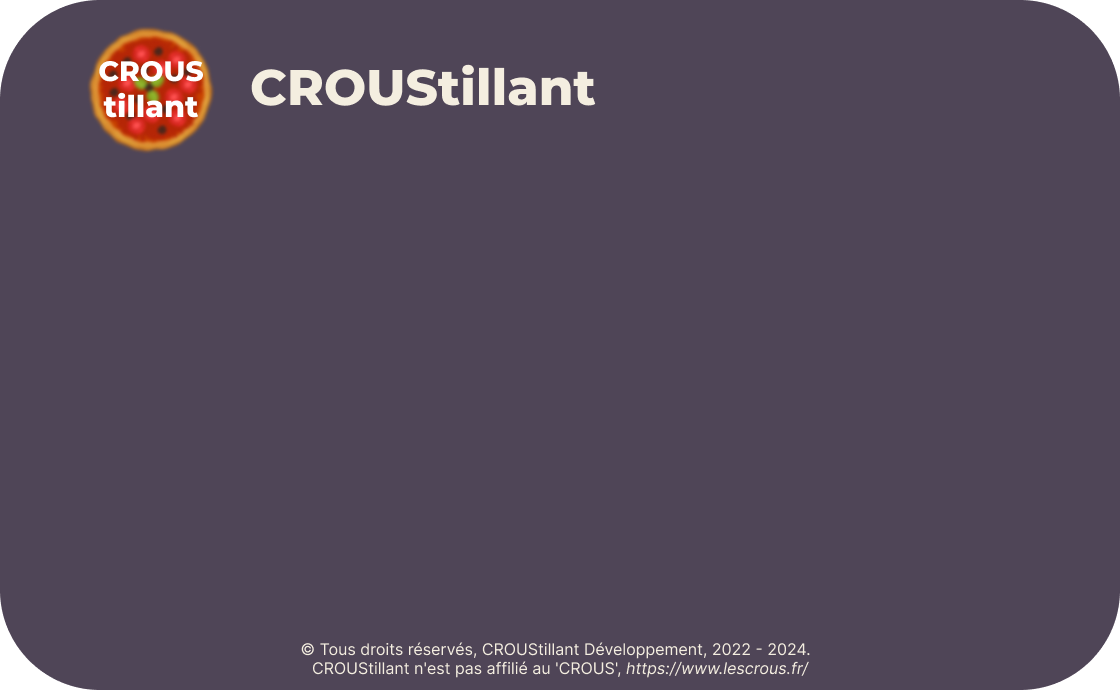 CROUS
tillant
CROUStillant
© Tous droits réservés, CROUStillant Développement, 2022 - 2024.
CROUStillant n'est pas affilié au 'CROUS', https://www.lescrous.fr/